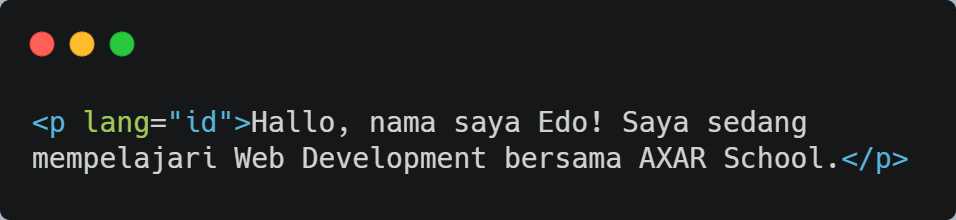 <p lang="id">Hallo, nama saya Edo! Saya sedang
mempelajari Web Development bersama AXAR School.</p>